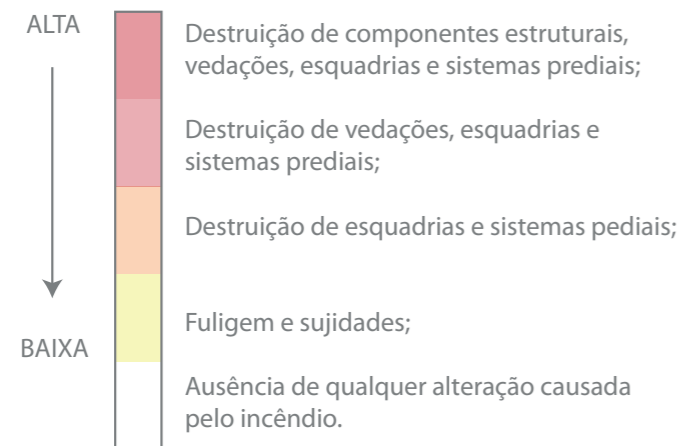 ALTA
Destruição de componentes estruturais,
vedações, esquadrias e sistemas prediais;
Destruição de vedações, esquadrias e
sistemas prediais;
Destruição de esquadrias e sistemas pediais;
Fuligem e sujidades;
BAIXA
Ausência de qualquer alteração causada
pelo incêndio.